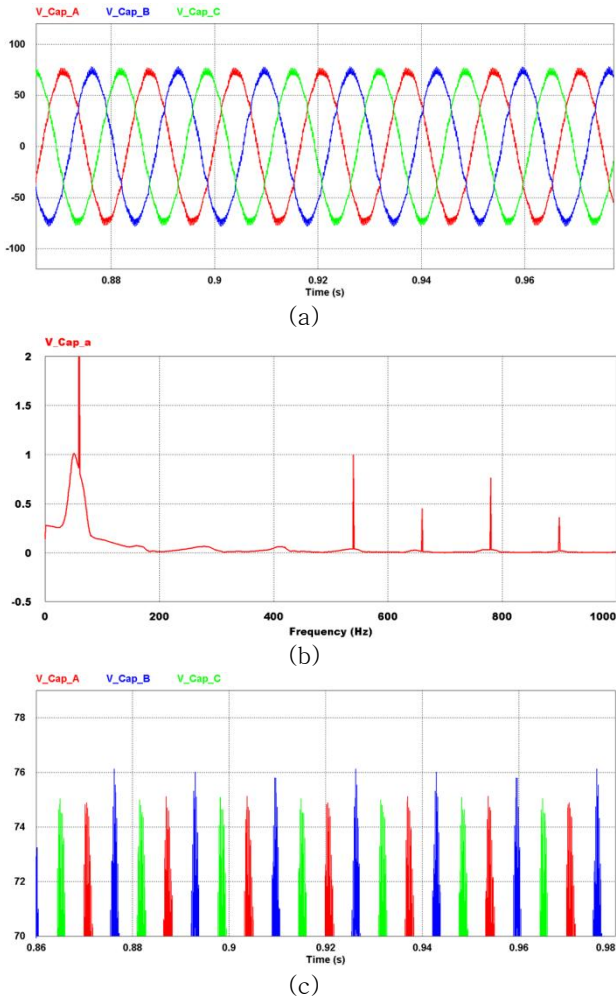 V_Cap_A V_Cap_B V_Cap_C
100
50
0
-50
-100
0.88 0.9 0.92 0.94 0.96
Time (s)
(a)
V_Cap_a
2
1.5
1
0.5
0
-0.5
0 200 400 600 800 1000
Frequency (Hz)
(b)
V_Cap_A V_Cap_B V_Cap_C
78
76
74
72
70
0.86 0.88 0.9 0.92 0.94 0.96 0.98
Time (s)
(c)